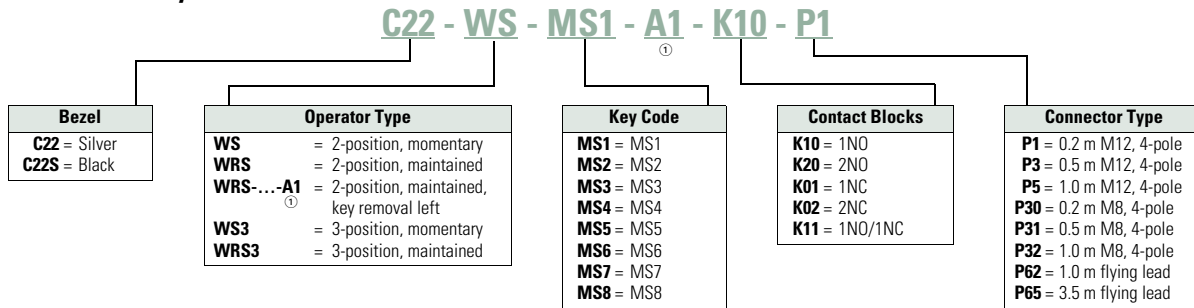 C22 - WS - MS1 - A1 - K10 - P1
①
Bezel
C22 = Silver
C22S = Black
Operator Type
WS = 2-position, momentary
WRS = 2-position, maintained
WRS-...-A1 = 2-position, maintained,
① key removal left
WS3 = 3-position, momentary
WRS3 = 3-position, maintained
Key Code
MS1 = MS1
MS2 = MS2
MS3 = MS3
MS4 = MS4
MS5 = MS5
MS6 = MS6
MS7 = MS7
MS8 = MS8
Contact Blocks
K10 = 1NO
K20 = 2NO
K01 = 1NC
K02 = 2NC
K11 = 1NO/1NC
Connector Type
P1 = 0.2 m M12, 4-pole
P3 = 0.5 m M12, 4-pole
P5 = 1.0 m M12, 4-pole
P30 = 0.2 m M8, 4-pole
P31 = 0.5 m M8, 4-pole
P32 = 1.0 m M8, 4-pole
P62 = 1.0 m flying lead
P65 = 3.5 m flying lead